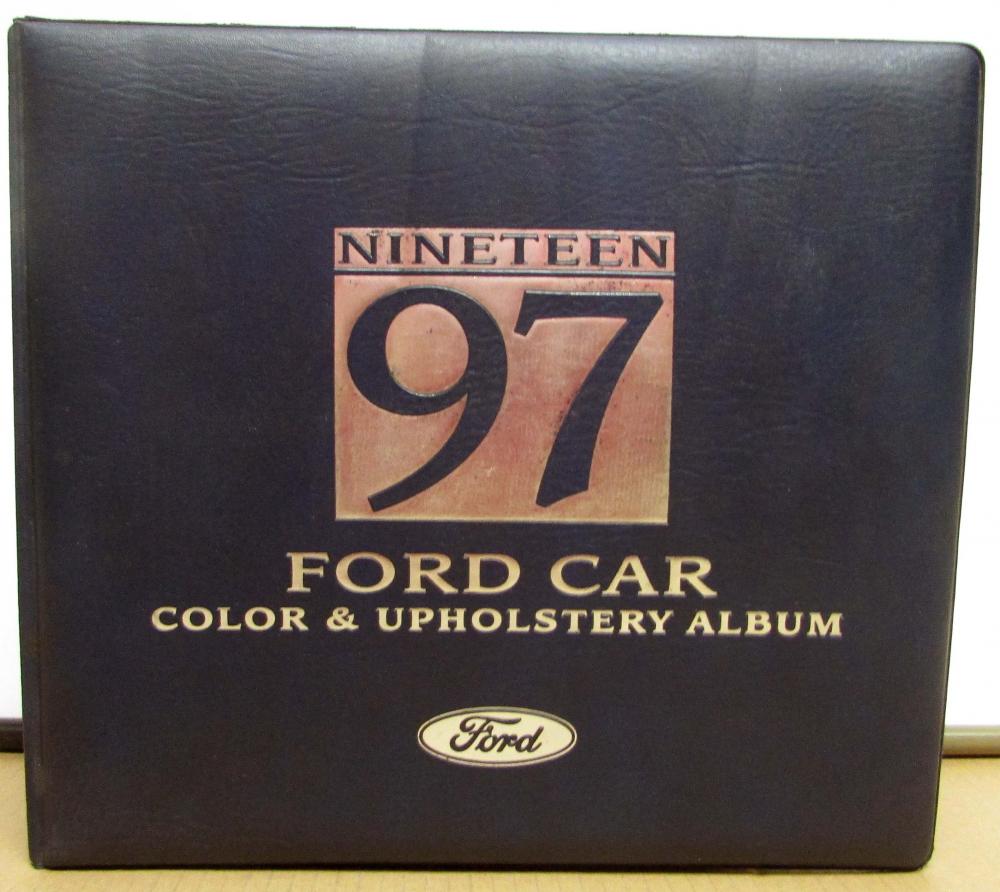 NINETEEN
97
FORD CAR
COLOR & UPHOLSTERY ALBUM
Ford